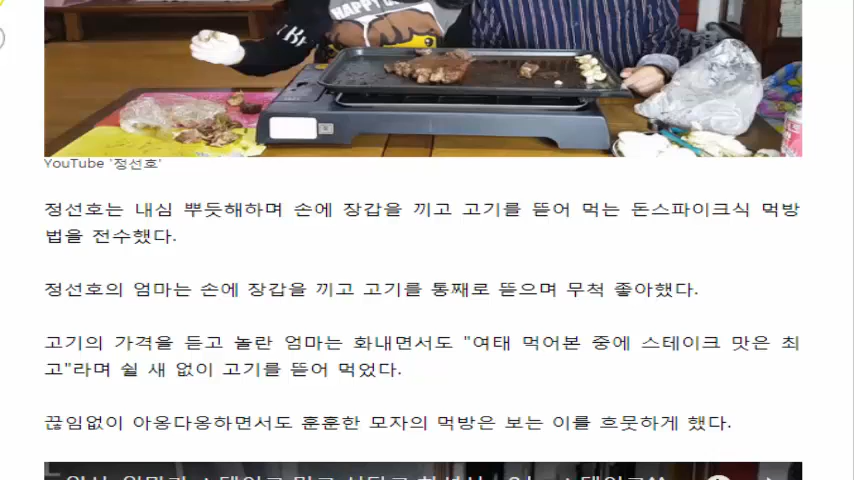 HAPPY
YouTube '정선호'
정선호는 내심 뿌듯해하며 손에 장갑을 끼고 고기를 뜯어 먹는 돈스파이크식 먹방
법을 전수했다.
정선호의 엄마는 손에 장갑을 끼고 고기를 통째로 뜯으며 무척 좋아했다.
고기의 가격을 듣고 놀란 엄마는 화내면서도 "여태 먹어본 중에 스테이크 맛은 최
고"라며 쉴 새 없이 고기를 뜯어 먹었다.
끊임없이 아옹다옹하면서도 훈훈한 모자의 먹방은 보는 이를 흐뭇하게 했다.